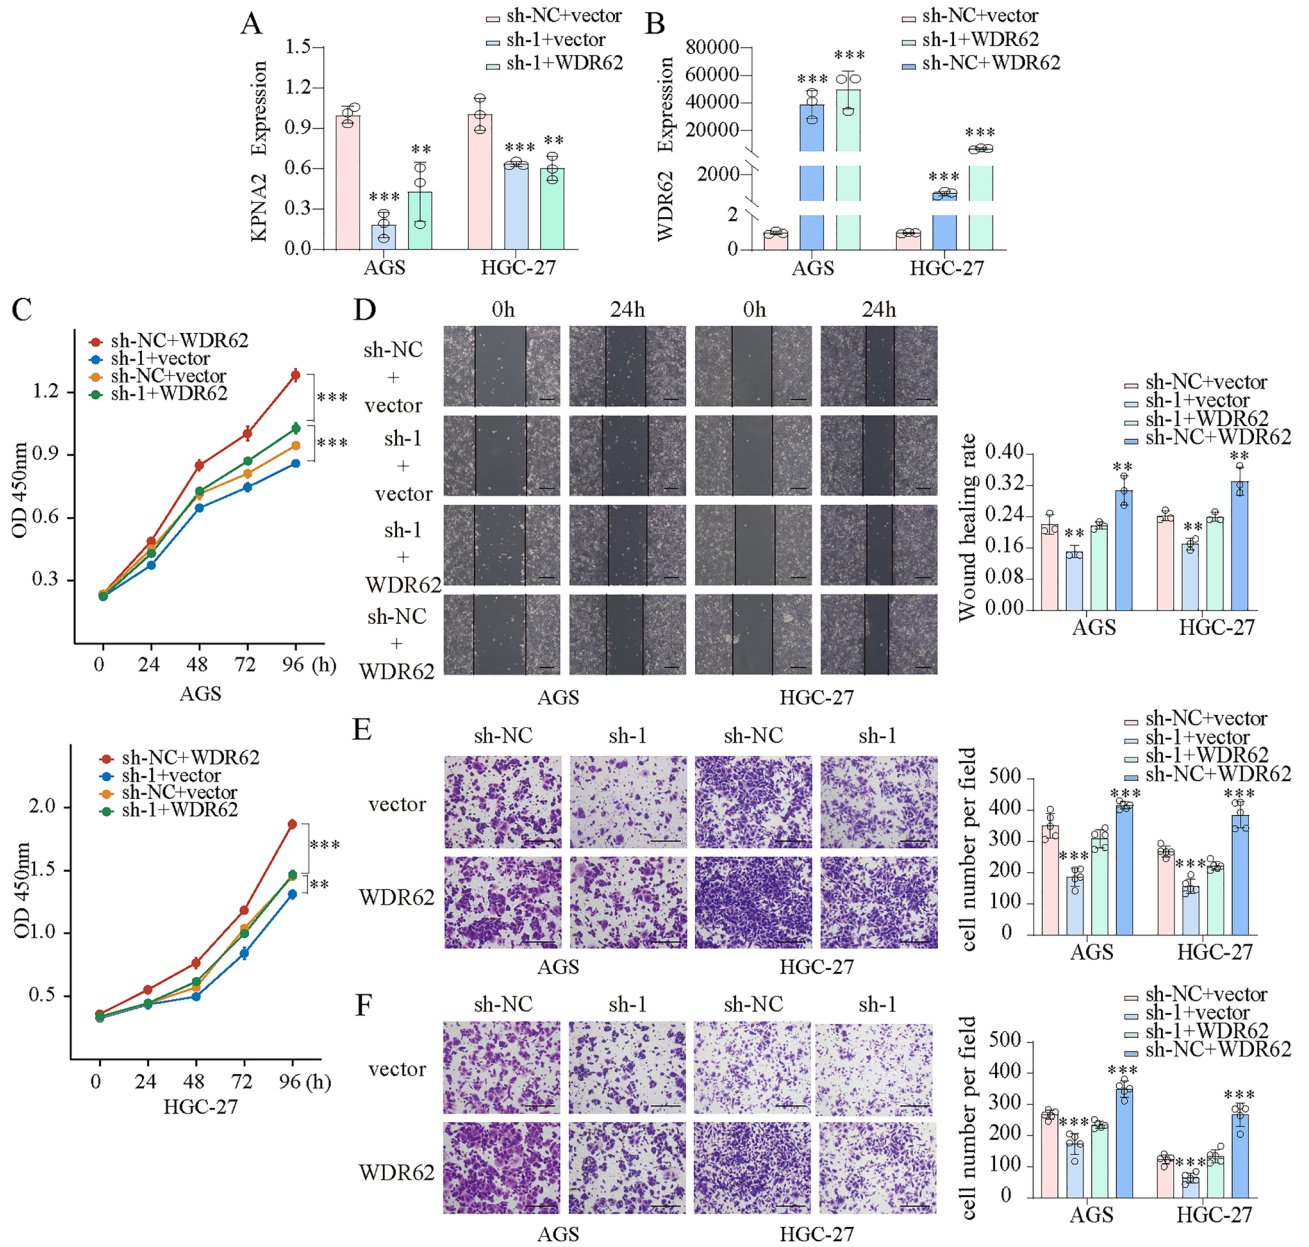 A
sh-NC+vector
sh-1+vector
sh-1+WDR62
KPNA2 Expression
1.5
1.2
0.9
0.6
0.3
0.0
***
**
***
**
AGS
HGC-27
B
sh-NC+vector
sh-1+WDR62
sh-NC+WDR62
WDR62 Expression
80000
60000
40000
20000
2000
2
0
***
***
***
***
AGS
HGC-27
C
sh-NC+WDR62
sh-1+vector
sh-NC+vector
sh-1+WDR62
OD 450nm
1.2
0.9
0.6
0.3
***
***
0 24 48 72 96 (h)
AGS
sh-NC+WDR62
sh-1+vector
sh-NC+vector
sh-1+WDR62
OD 450nm
2.0
1.5
1.0
0.5
***
**
0 24 48 72 96 (h)
HGC-27
D
0h 24h 0h 24h
sh-NC
+
vector
sh-1
+
vector
sh-1
+
WDR62
sh-NC
+
WDR62
AGS HGC-27
sh-NC+vector
sh-1+vector
sh-1+WDR62
sh-NC+WDR62
Wound healing rate
0.40
0.32
0.24
0.16
0.08
0.00
**
**
**
**
AGS
HGC-27
E
sh-NC sh-1 sh-NC sh-1
vector
WDR62
AGS HGC-27
sh-NC+vector
sh-1+vector
sh-1+WDR62
sh-NC+WDR62
cell number per field
500
400
300
200
100
0
***
***
***
***
AGS
HGC-27
F
sh-NC sh-1 sh-NC sh-1
vector
WDR62
AGS HGC-27
sh-NC+vector
sh-1+vector
sh-1+WDR62
sh-NC+WDR62
cell number per field
500
400
300
200
100
0
***
***
***
***
AGS
HGC-27